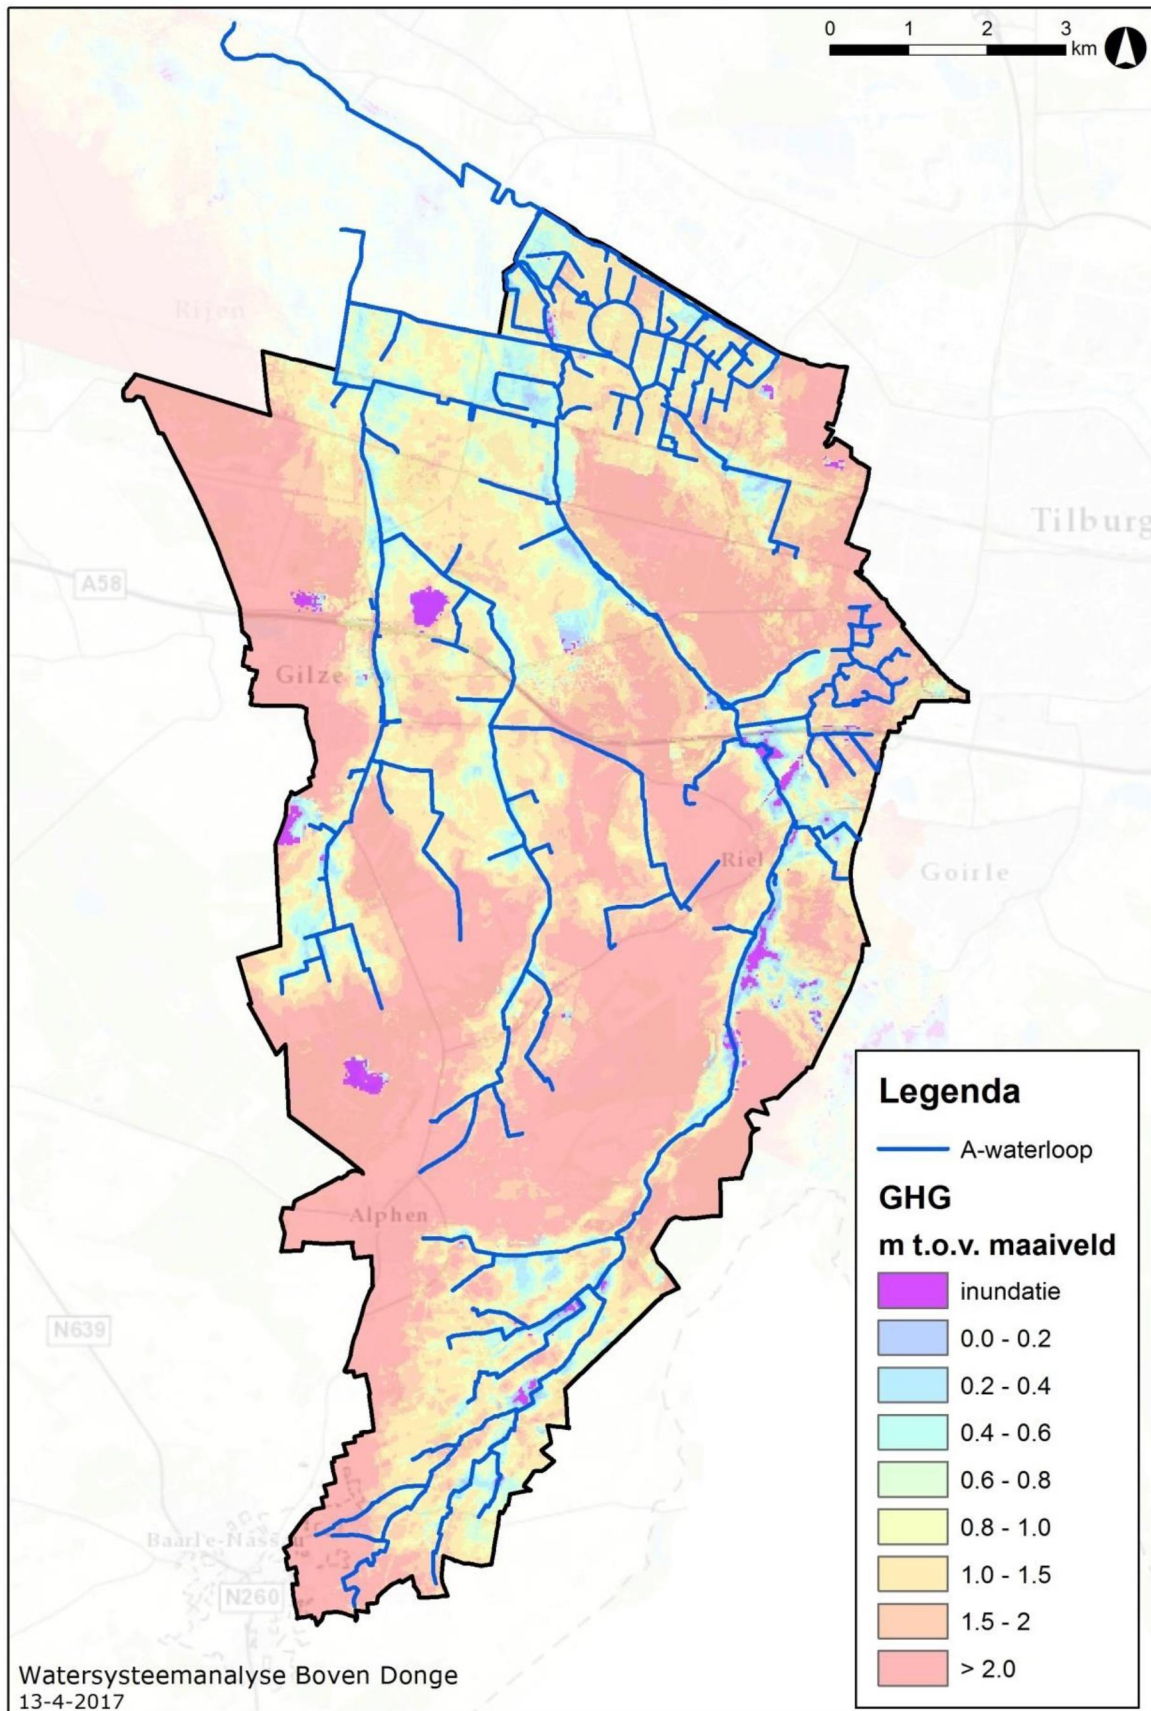 0 1 2 3
km
Rijen
Tilburg
A58
Gilze
Riel
Goirle
Alphen
N639
Baarle-Nassau
N260
Legenda
A-waterloop
GHG
m t.o.v. maaiveld
inundatie
0.0 - 0.2
0.2 - 0.4
0.4 - 0.6
0.6 - 0.8
0.8 - 1.0
1.0 - 1.5
1.5 - 2
> 2.0
Watersysteemanalyse Boven Donge
13-4-2017